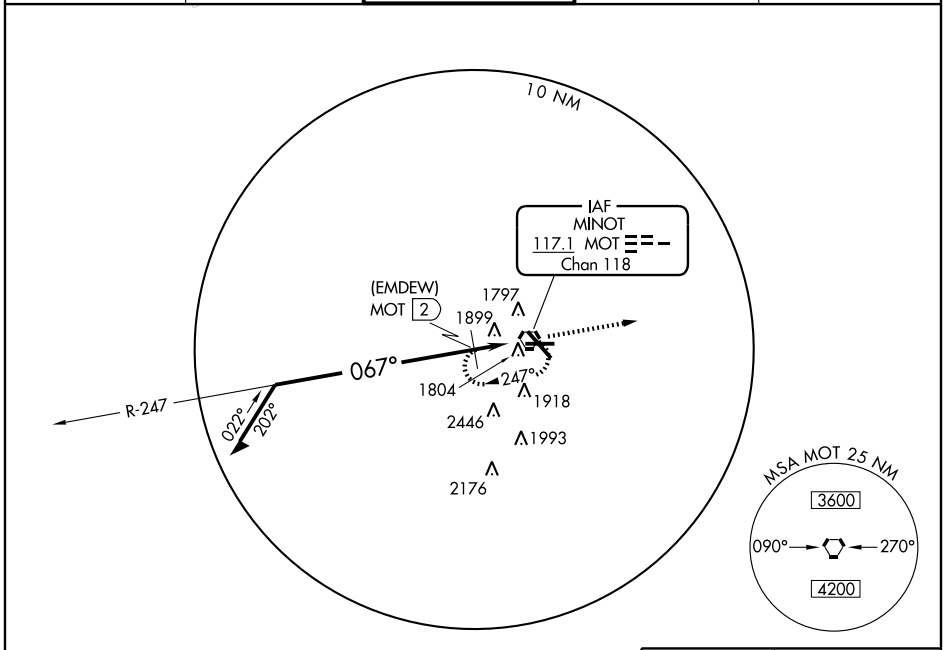 10 NM
IAF
MINOT
117.1 MOT
Chan 118
(EMDEW)
MOT 2
1797
1899
067°
1804
247°
1918
R-247
022°
202°
2446
1993
2176
MSA MOT 25 NM
3600
090°
270°
4200